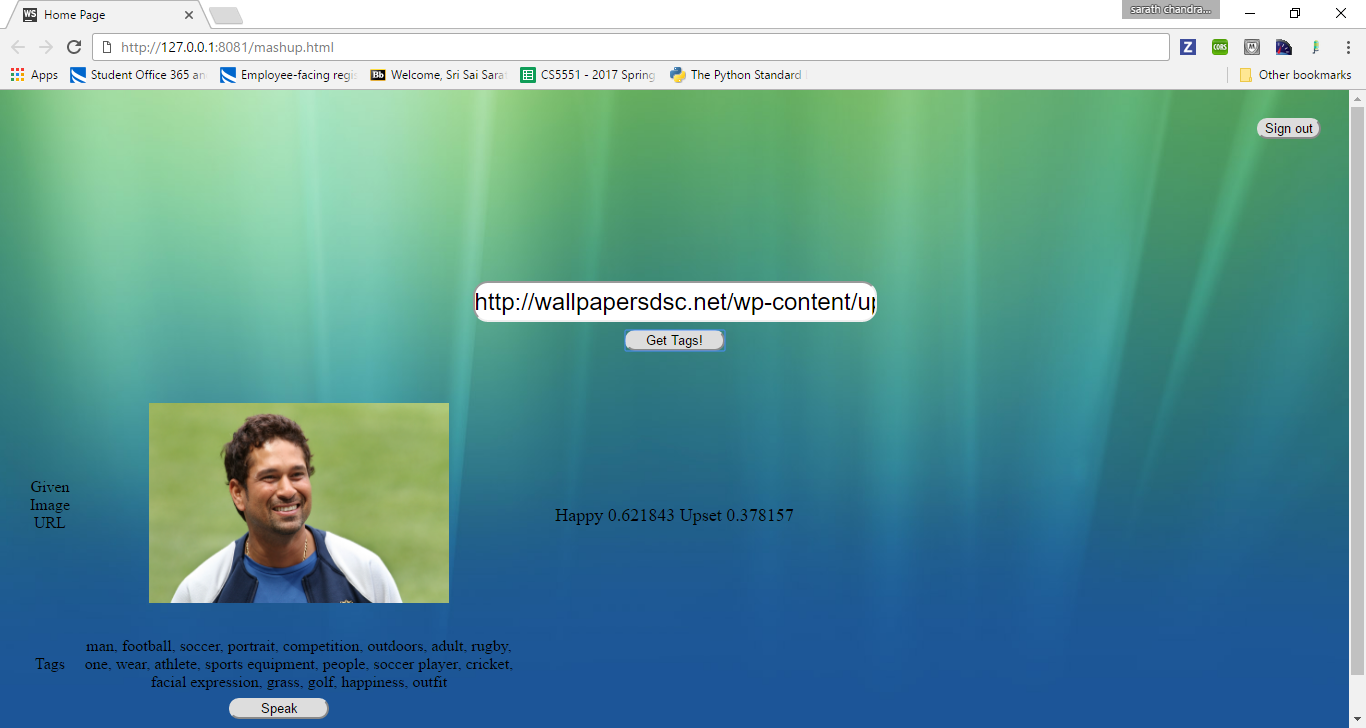 WS Home Page
sarath chandra...
http://127.0.0.1:8081/mashup.html
Z CORS M
Apps Student Office 365 an Employee-facing regi Bb Welcome, Sri Sai Sarat CS5551 - 2017 Spring The Python Standard Other bookmarks
Sign out
http://wallpapersdsc.net/wp-content/up
Get Tags!
Given
Image
URL
Happy 0.621843 Upset 0.378157
man, football, soccer, portrait, competition, outdoors, adult, rugby,
Tags one, wear, athlete, sports equipment, people, soccer player, cricket,
facial expression, grass, golf, happiness, outfit
Speak